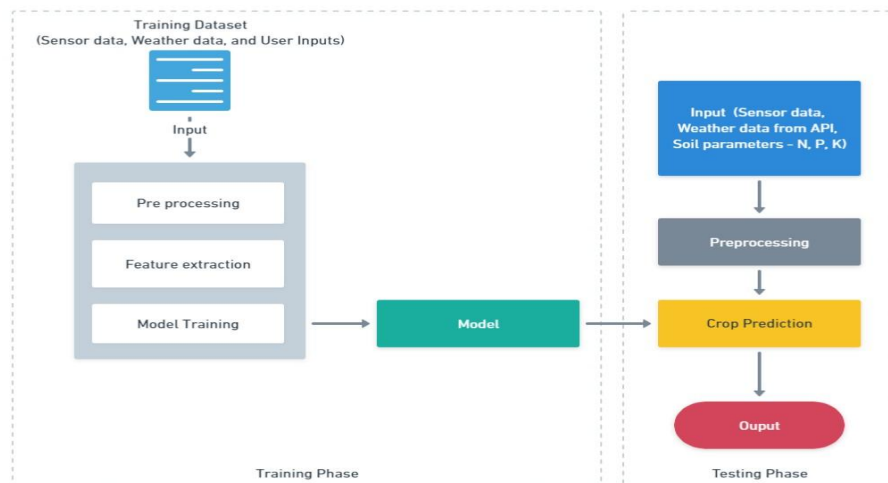 Training Dataset
(Sensor data, Weather data, and User Inputs)
Input
Pre processing
Feature extraction
Model Training
Model
Training Phase
Input (Sensor data,
Weather data from API,
Soil parameters - N, P, K)
Preprocessing
Crop Prediction
Ouput
Testing Phase